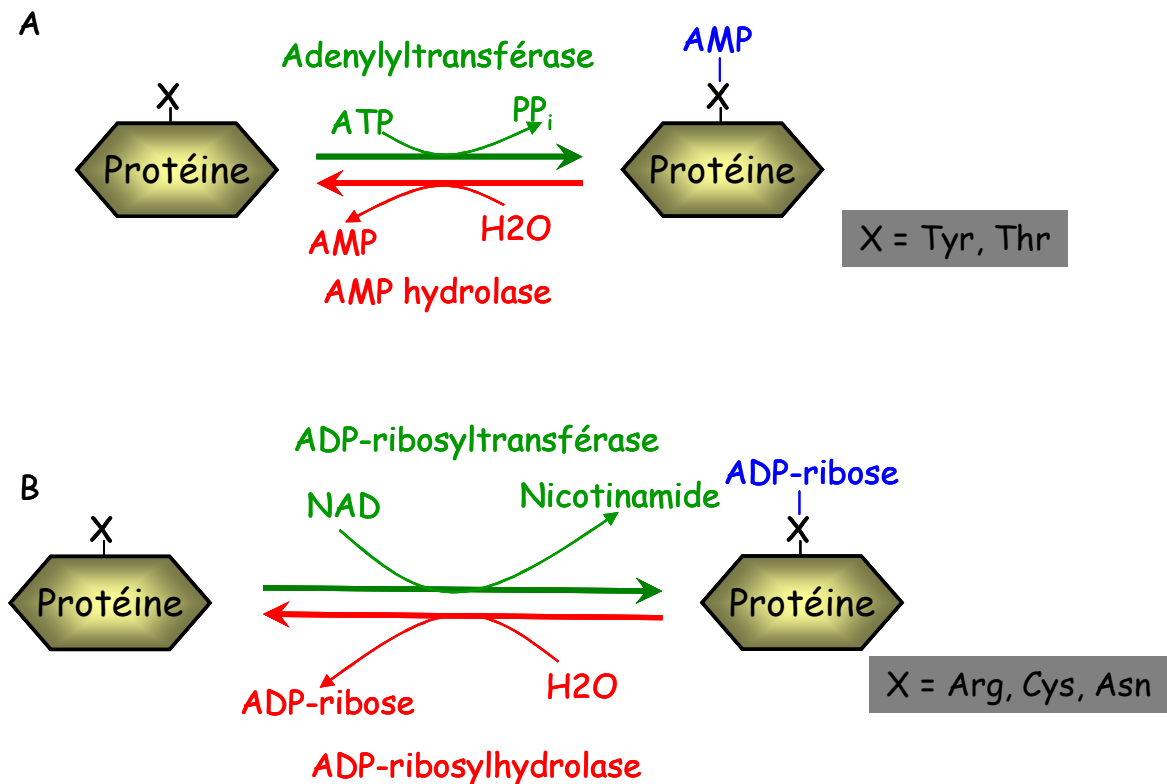 A
Adenylyltransférase
AMP
X
ATP
PPi
X
Protéine
Protéine
AMP
H2O
X = Tyr, Thr
AMP hydrolase
ADP-ribosyltransférase
ADP-ribose
B
NAD
Nicotinamide
X
X
Protéine
Protéine
ADP-ribose
H2O
X = Arg, Cys, Asn
ADP-ribosylhydrolase